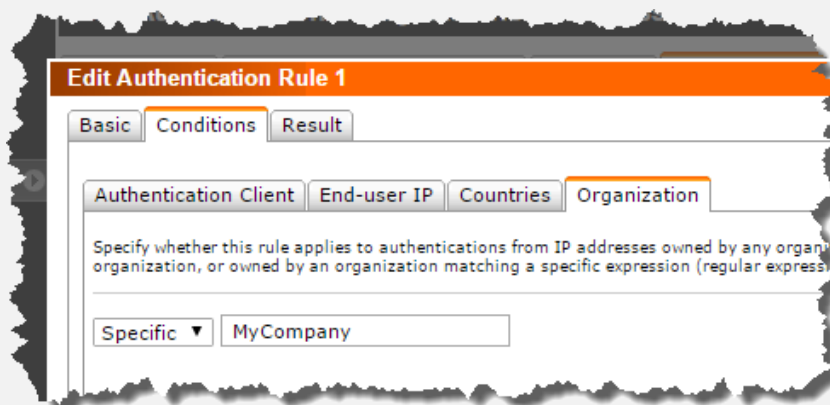 Edit Authentication Rule 1
Basic Conditions Result
Authentication Client End-user IP Countries Organization
Specify whether this rule applies to authentications from IP addresses owned by any
organization, or owned by an organization matching a specific expression (regular
Specific MyCompany